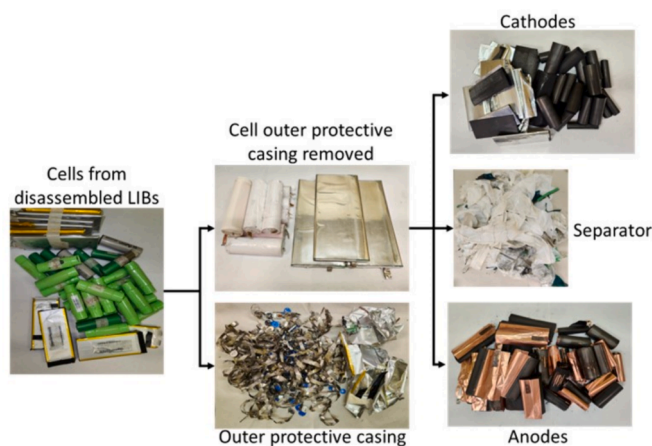 Cathodes
Cell outer protective
casing removed
Cells from
disassembled LIBs
Separator
Outer protective casing
Anodes